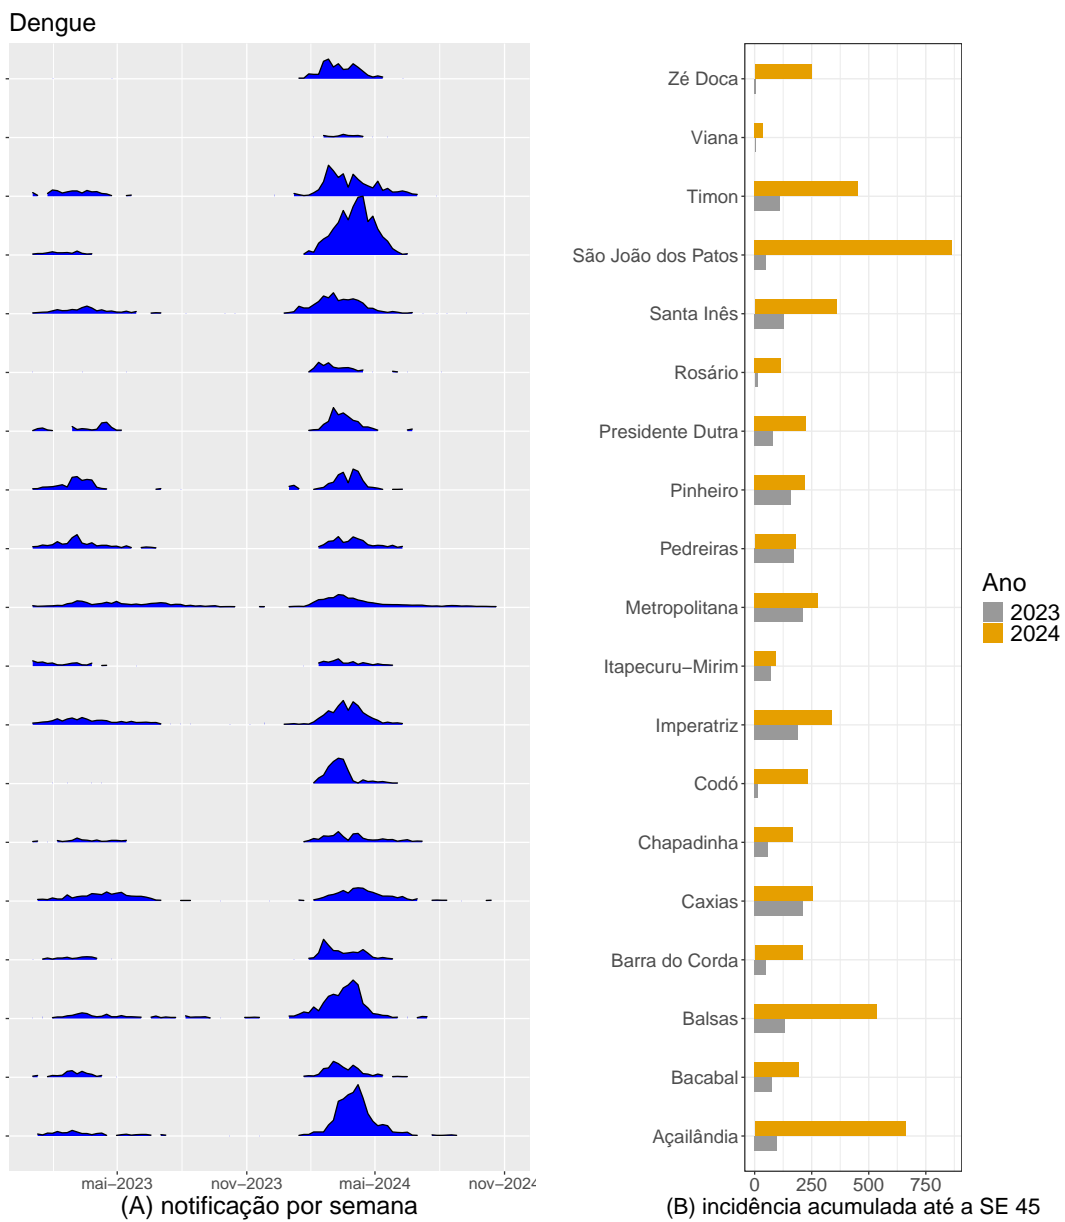 Dengue
Zé Doca
Viana
Timon
São João dos Patos
Santa Inês
Rosário
Presidente Dutra
Pinheiro
Pedreiras
Metropolitana
Itapecuru−Mirim
Imperatriz
Codó
Chapadinha
Caxias
Barra do Corda
Balsas
Bacabal
Açailândia
Ano
2023
2024
mai−2023 nov−2023 mai−2024 nov−2024
0 250 500 750
(A) notificação por semana
(B) incidência acumulada até a SE 45